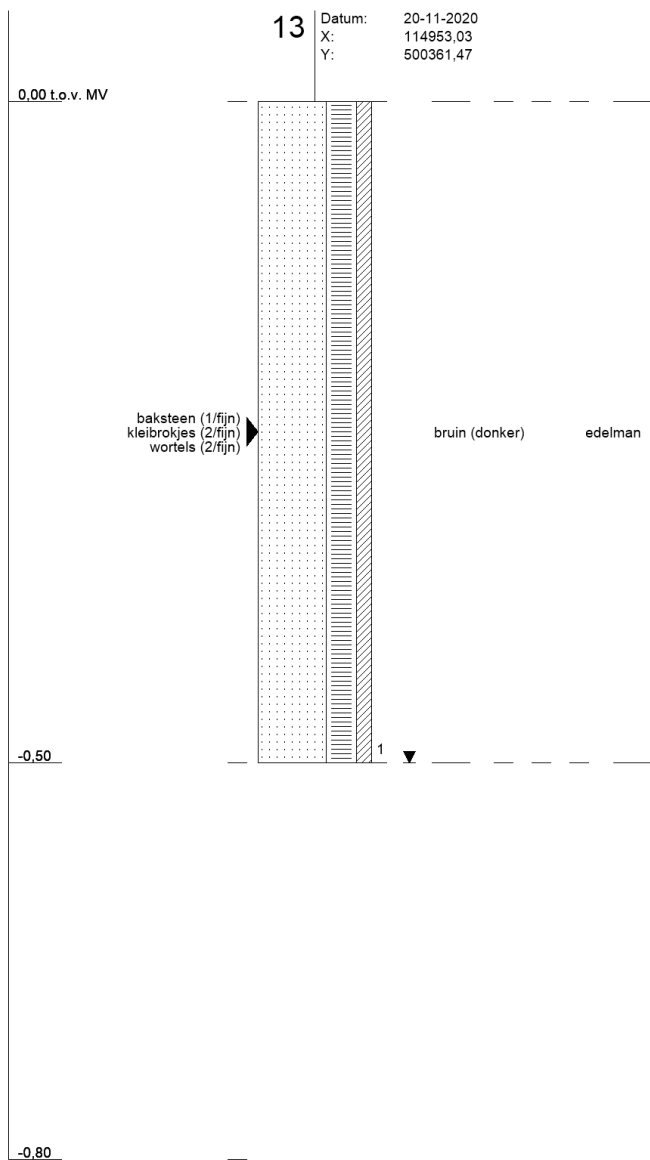 13
Datum: 20-11-2020
X: 114953,03
Y: 500361,47
0,00 t.o.v. MV
baksteen (1/fijn)
kleibrokjes (2/fijn) bruin (donker) edelman
wortels (2/fijn)
1
-0,50
-0,80